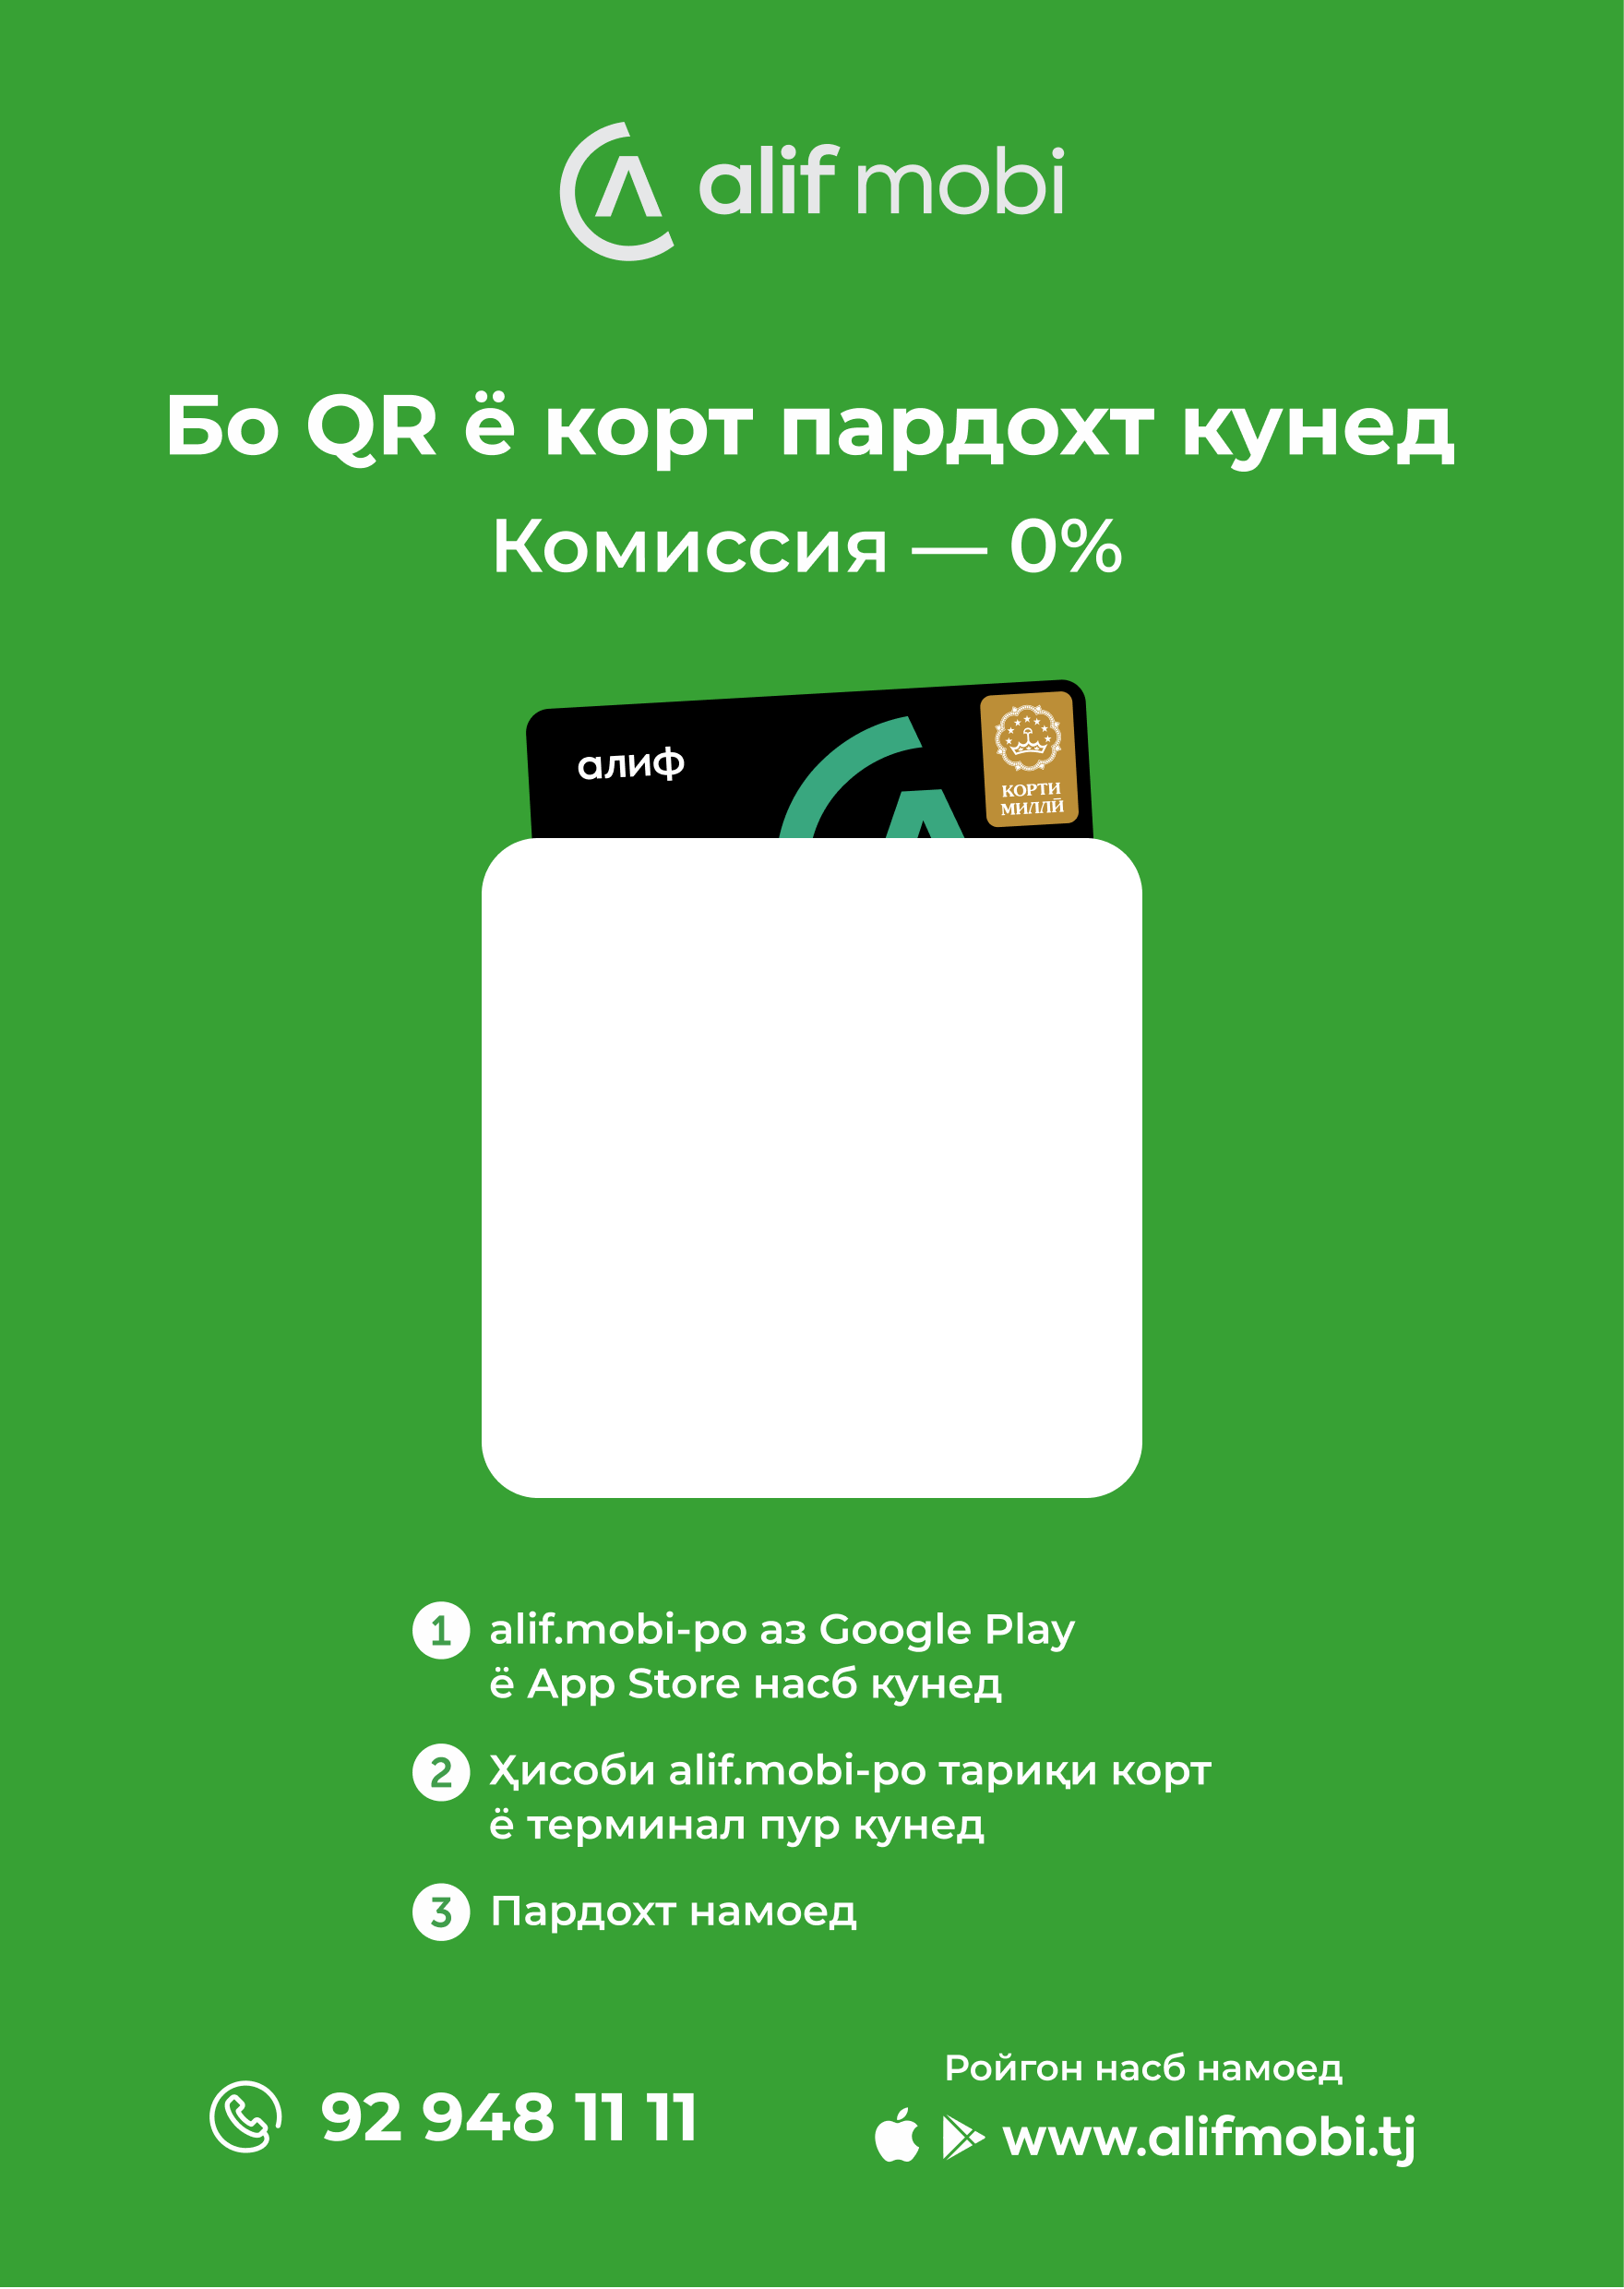 alif mobi
Бо QR ё корт пардохт кунед
Комиссия — 0%
алиф
КОРТИ
МИЛЛӢ
1 alif.mobi-ро аз Google Play
ё App Store насб кунед
2 Ҳисоби alif.mobi-ро тариқи корт
ё терминал пур кунед
3 Пардохт намоед
92 948 11 11
Ройгон насб намоед
www.alifmobi.tj